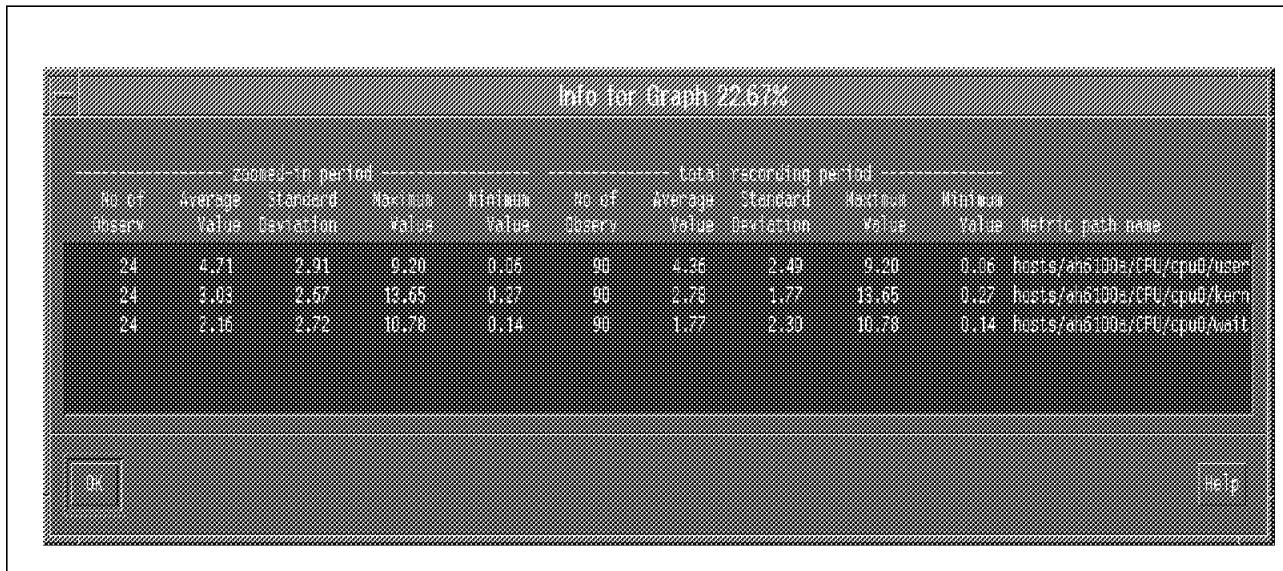 Info for Graph 22.67%
---------------- zoomed-in period ---------------- ---------------- total recording period ----------------
No of Average Standard Maximum Minimum No of Average Standard Maximum Minimum
Observ Value Deviation Value Value Observ Value Deviation Value Value Metric path name
24 4.71 2.91 9.20 0.06 90 4.36 2.49 9.20 0.06 hosts/ah6100a/CPU/cpu0/user
24 3.03 2.67 13.65 0.27 90 2.78 1.77 13.65 0.27 hosts/ah6100a/CPU/cpu0/kern
24 2.16 2.72 10.78 0.14 90 1.77 2.30 10.78 0.14 hosts/ah6100a/CPU/cpu0/wait
OK Help